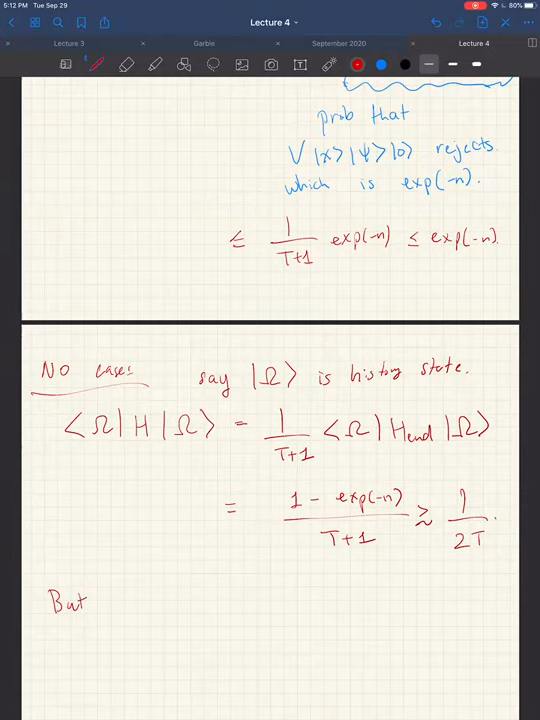 5:12 PM Tue Sep 29
80%
Lecture 4
Lecture 3
Garbie
September 2020
Lecture 4
prob that
V |x> |ψ> |0> rejects
which is exp(-n).
≤ 1/(T+1) exp(-n) ≤ exp(-n).
NO case:
say |Ω> is history state.
<Ω| H |Ω> = 1/(T+1) <Ω| Hend |Ω>
= (1 - exp(-n))/(T+1) ≳ 1/(2T).
But